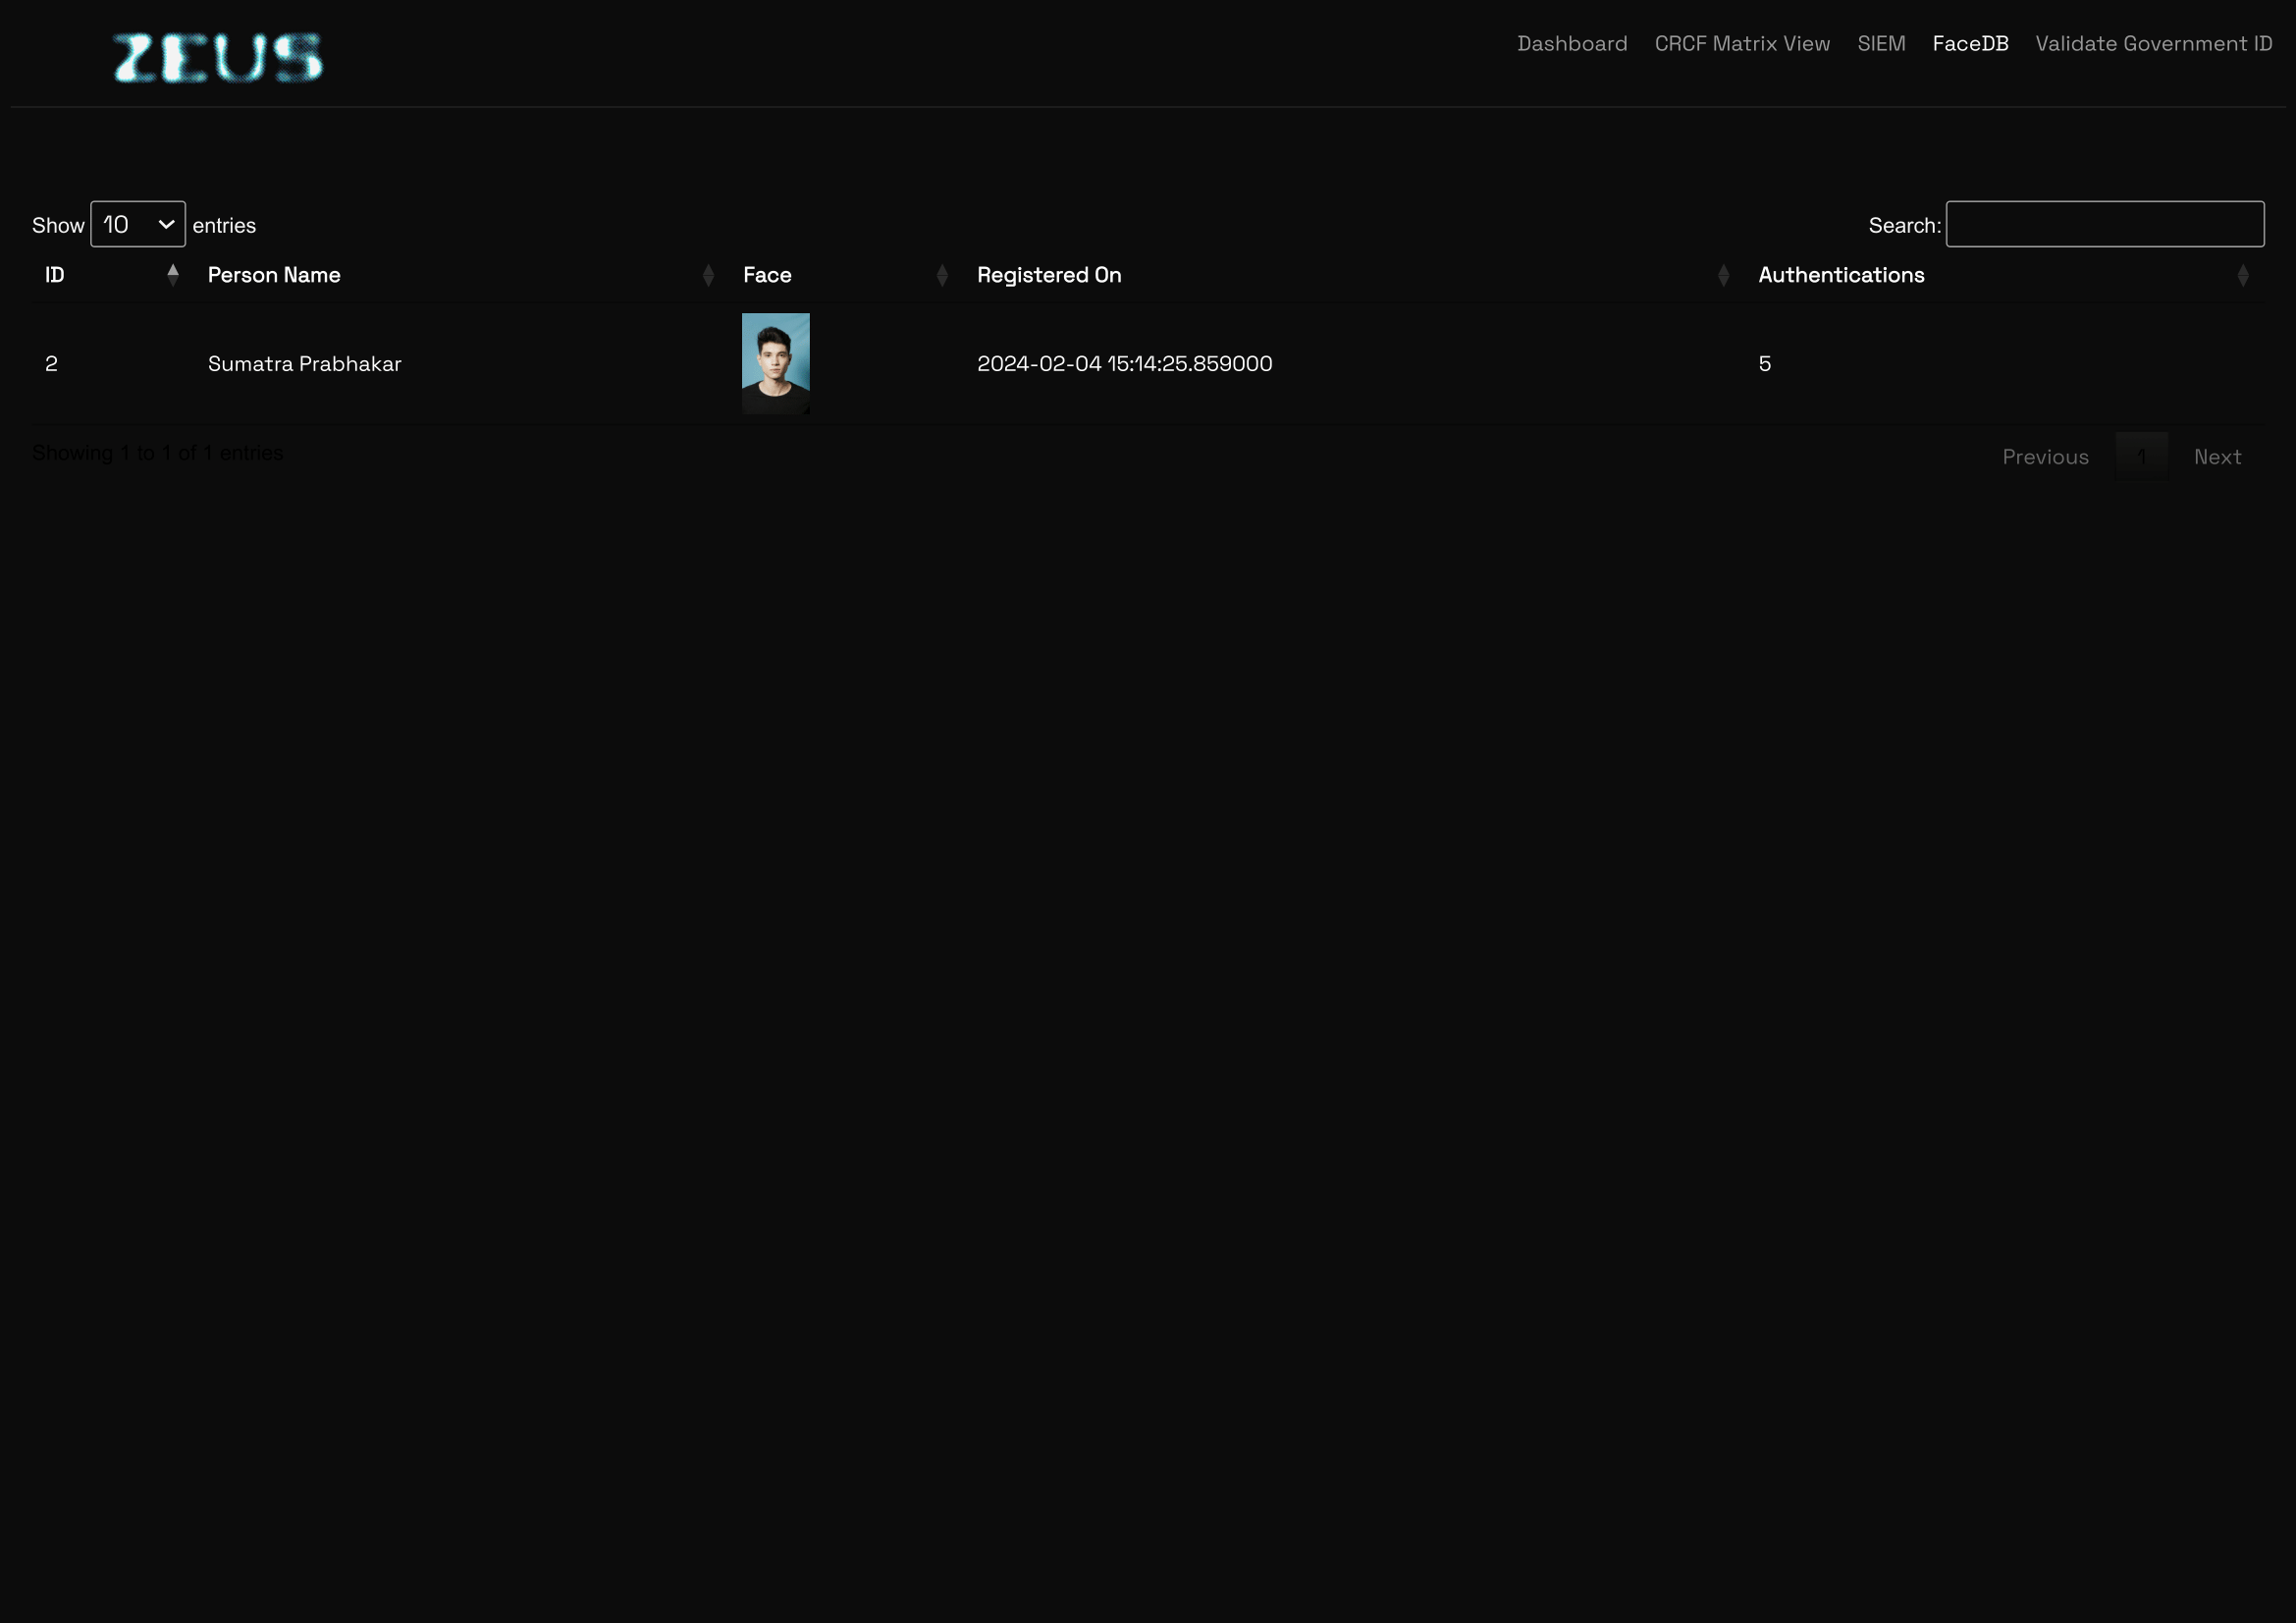 ZEUS
Dashboard CRCF Matrix View SIEM FaceDB Validate Government ID
Show 10 entries Search:
ID Person Name Face Registered On Authentications
2 Sumatra Prabhakar 2024-02-04 15:14:25.859000 5
Showing 1 to 1 of 1 entries Previous 1 Next